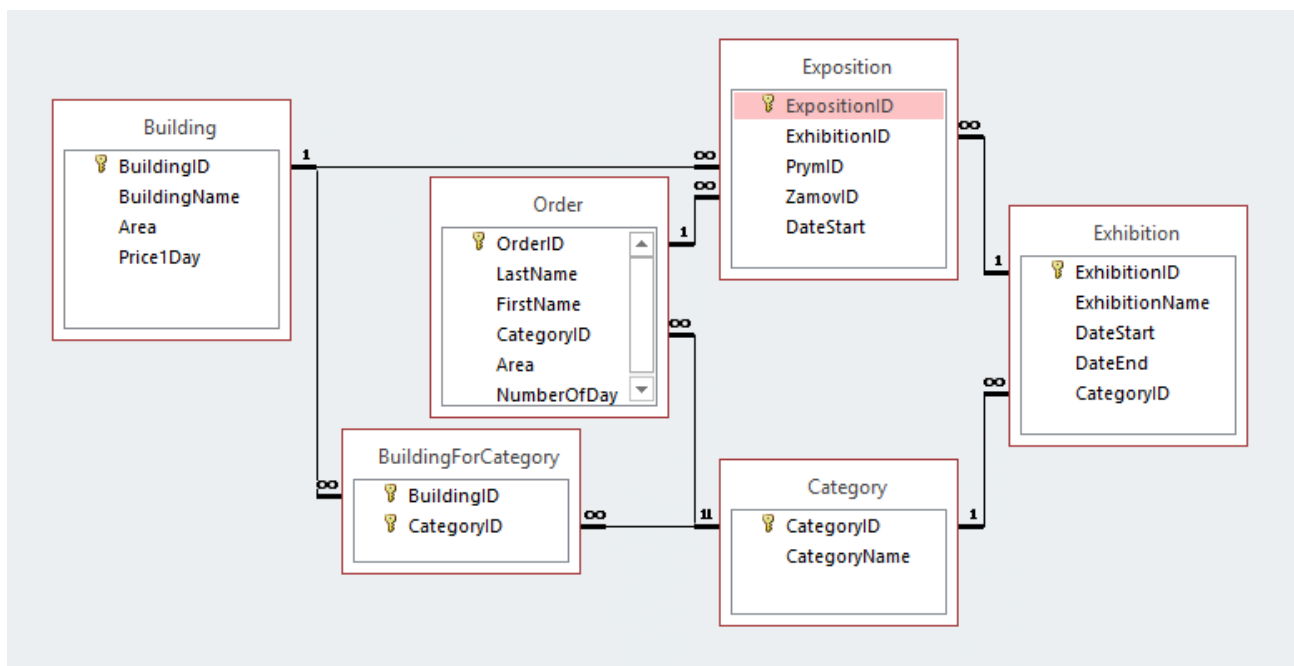 Building
BuildingID
BuildingName
Area
Price1Day
1
∞
Order
OrderID
LastName
FirstName
CategoryID
Area
NumberOfDay
∞
1
∞
Exposition
ExpositionID
ExhibitionID
PrymID
ZamovID
DateStart
∞
1
Exhibition
ExhibitionID
ExhibitionName
DateStart
DateEnd
CategoryID
∞
BuildingForCategory
BuildingID
CategoryID
∞
∞
11
Category
CategoryID
CategoryName
1